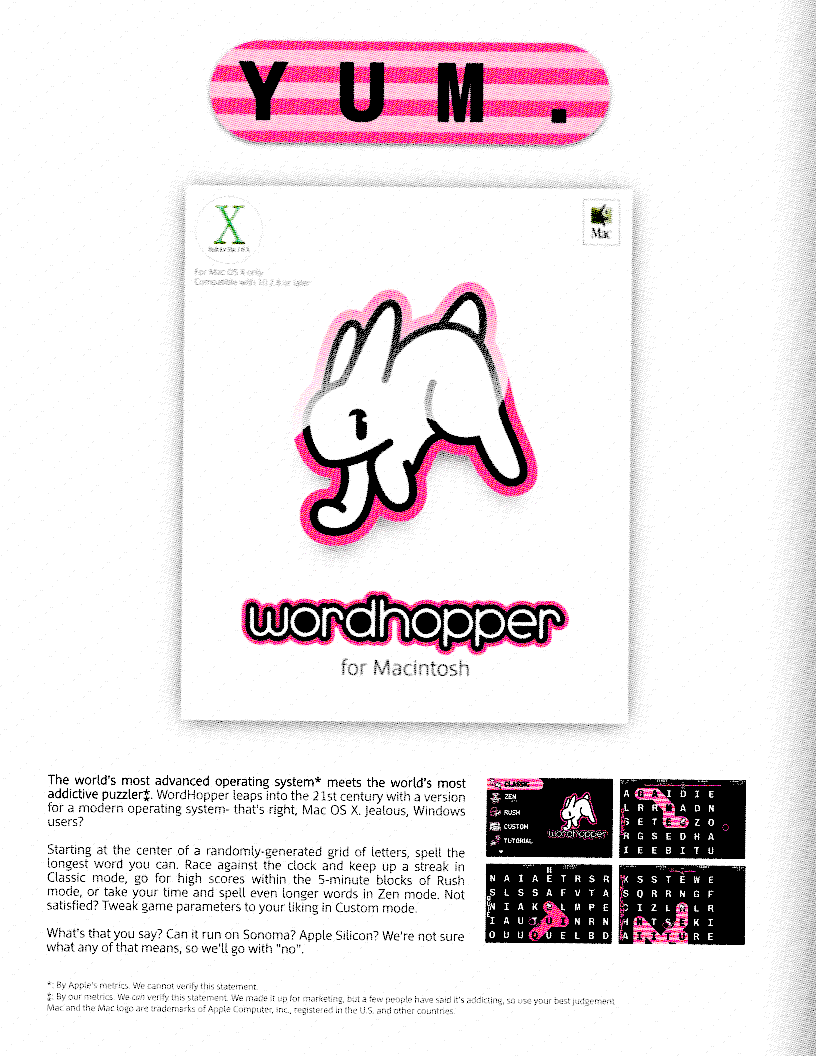 YUM.
X
Mac
For Mac OS X only
Compatible with 10.2.8 or later
wordhopper
for Macintosh
The world's most advanced operating system* meets the world's most
addictive puzzler‡. WordHopper leaps into the 21st century with a version
for a modern operating system- that's right, Mac OS X. Jealous, Windows
users?
Starting at the center of a randomly-generated grid of letters, spell the
longest word you can. Race against the clock and keep up a streak in
Classic mode, go for high scores within the 5-minute blocks of Rush
mode, or take your time and spell even longer words in Zen mode. Not
satisfied? Tweak game parameters to your liking in Custom mode.
What's that you say? Can it run on Sonoma? Apple Silicon? We're not sure
what any of that means, so we'll go with "no".
CLASSIC
ZEN
RUSH
CUSTOM
TUTORIAL
wordhopper
A D A I D I E
L R R D A D N
S E T E O Z O
R G S E D H A
I E E B I T U
N A I A E T R S R
S L S S A F V T A
N I A K L M P E
I A U I U I N R N
O U U Q U E L B D
K S S T E W E
S Q R R N G F
C I Z L R L R
H N T S K I
A I I T U R E
*: By Apple's metrics. We cannot verify this statement.
‡: By our metrics. We can verify this statement. We made it up for marketing, but a few people have said it's addicting, so use your best judgement.
Mac and the Mac logo are trademarks of Apple Computer, Inc., registered in the U.S. and other countries.